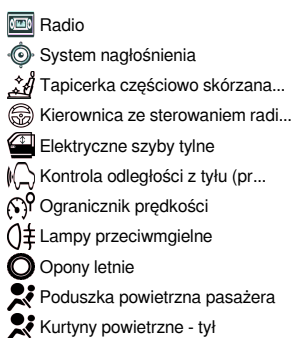 Radio
System nagłośnienia
Tapicerka częściowo skórzana...
Kierownica ze sterowaniem radi...
Elektryczne szyby tylne
Kontrola odległości z tyłu (pr...
Ogranicznik prędkości
Lampy przeciwmgielne
Opony letnie
Poduszka powietrzna pasażera
Kurtyny powietrzne - tył